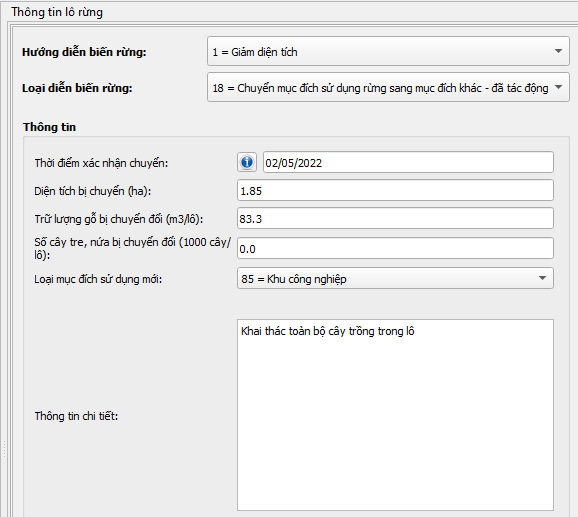 Thông tin lô rừng
Hướng diễn biến rừng:
1 = Giảm diện tích
Loại diễn biến rừng:
18 = Chuyển mục đích sử dụng rừng sang mục đích khác - đã tác động
Thông tin
Thời điểm xác nhận chuyển:
02/05/2022
Diện tích bị chuyển (ha):
1.85
Trữ lượng gỗ bị chuyển đổi (m3/lô):
83.3
Số cây tre, nứa bị chuyển đổi (1000 cây/
lô):
0.0
Loại mục đích sử dụng mới:
85 = Khu công nghiệp
Khai thác toàn bộ cây trồng trong lô
Thông tin chi tiết: